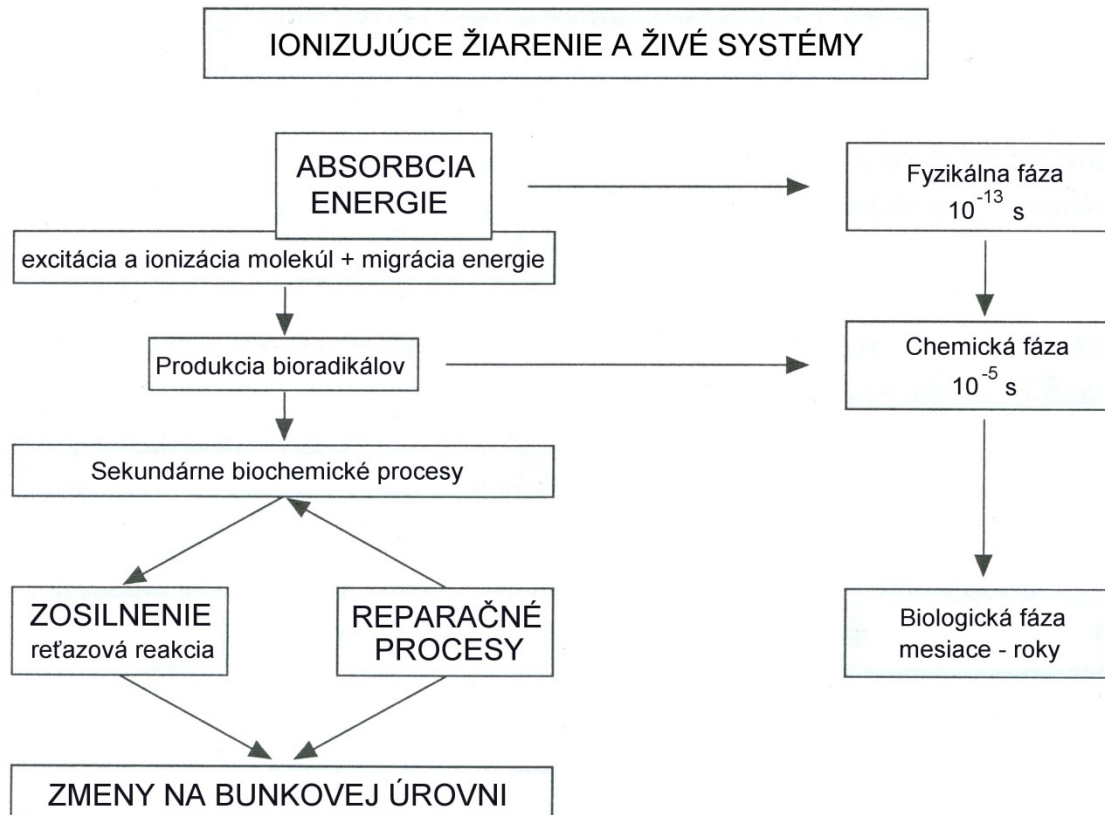 IONIZUJÚCE ŽIARENIE A ŽIVÉ SYSTÉMY
ABSORBCIA
ENERGIE
excitácia a ionizácia molekúl + migrácia energie
Produkcia bioradikálov
Sekundárne biochemické procesy
ZOSILNENIE
reťazová reakcia
REPARAČNÉ
PROCESY
ZMENY NA BUNKOVEJ ÚROVNI
Fyzikálna fáza
10⁻¹³ s
Chemická fáza
10⁻⁵ s
Biologická fáza
mesiace - roky